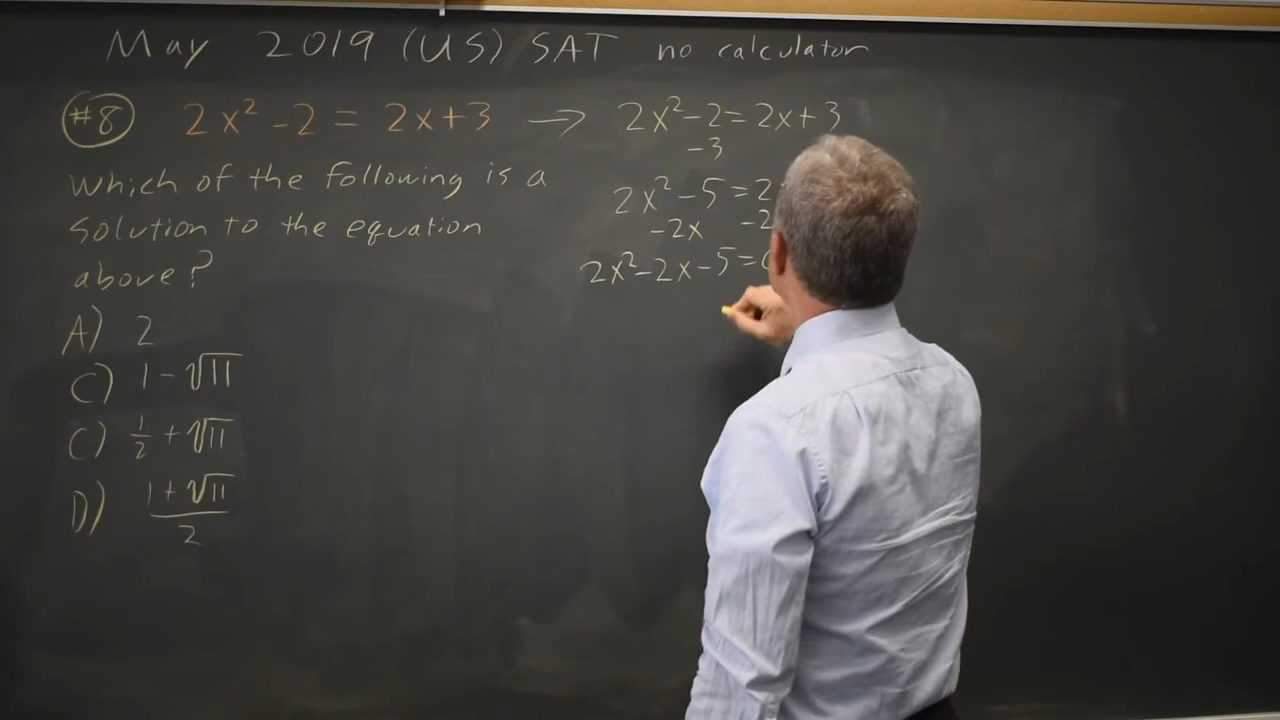 May 2019 (US) SAT no calculator
#8 2x² - 2 = 2x + 3 → 2x² - 2 = 2x + 3
-3
Which of the following is a
solution to the equation
above?
A) 2
C) 1 - √11
C) 1/2 + √11
D) (1 + √11)/2
2x² - 5 = 2
-2x -2
2x² - 2x - 5 =